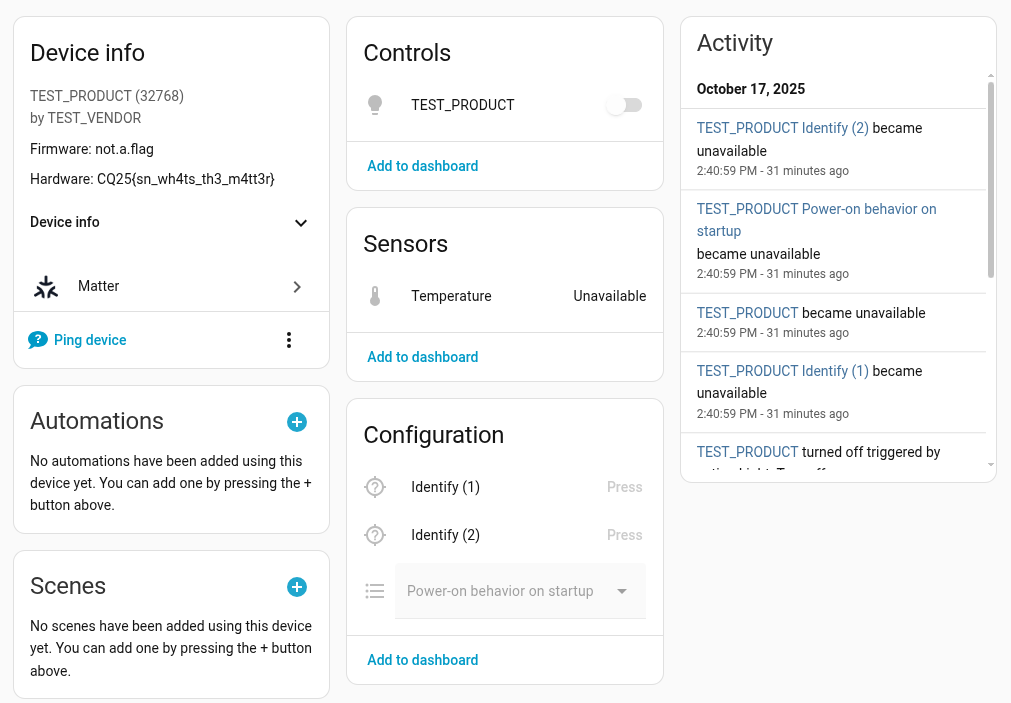 Device info
TEST_PRODUCT (32768)
by TEST_VENDOR
Firmware: not.a.flag
Hardware: CQ25{sn_wh4ts_th3_m4tt3r}
Device info
Matter
Ping device
Automations
No automations have been added using this
device yet. You can add one by pressing the +
button above.
Scenes
No scenes have been added using this device
yet. You can add one by pressing the + button
above.
Controls
TEST_PRODUCT
Add to dashboard
Sensors
Temperature Unavailable
Add to dashboard
Configuration
Identify (1) Press
Identify (2) Press
Power-on behavior on startup
Add to dashboard
Activity
October 17, 2025
TEST_PRODUCT Identify (2) became
unavailable
2:40:59 PM - 31 minutes ago
TEST_PRODUCT Power-on behavior on
startup
became unavailable
2:40:59 PM - 31 minutes ago
TEST_PRODUCT became unavailable
2:40:59 PM - 31 minutes ago
TEST_PRODUCT Identify (1) became
unavailable
2:40:59 PM - 31 minutes ago
TEST_PRODUCT turned off triggered by